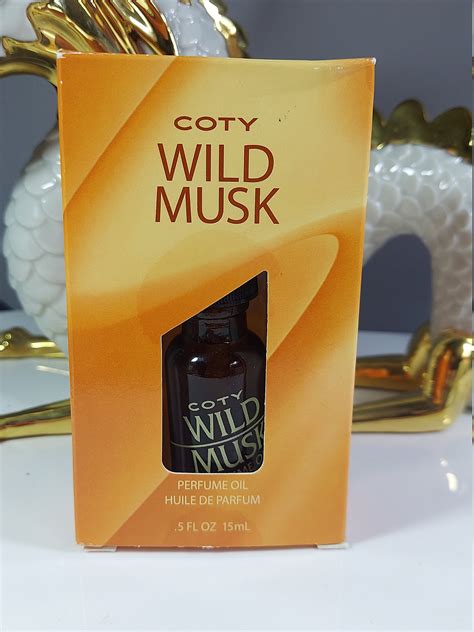 COTY
WILD
MUSK
COTY
WILD
MUSK
PERFUME OIL
HUILE DE PARFUM
.5 FL OZ 15mL